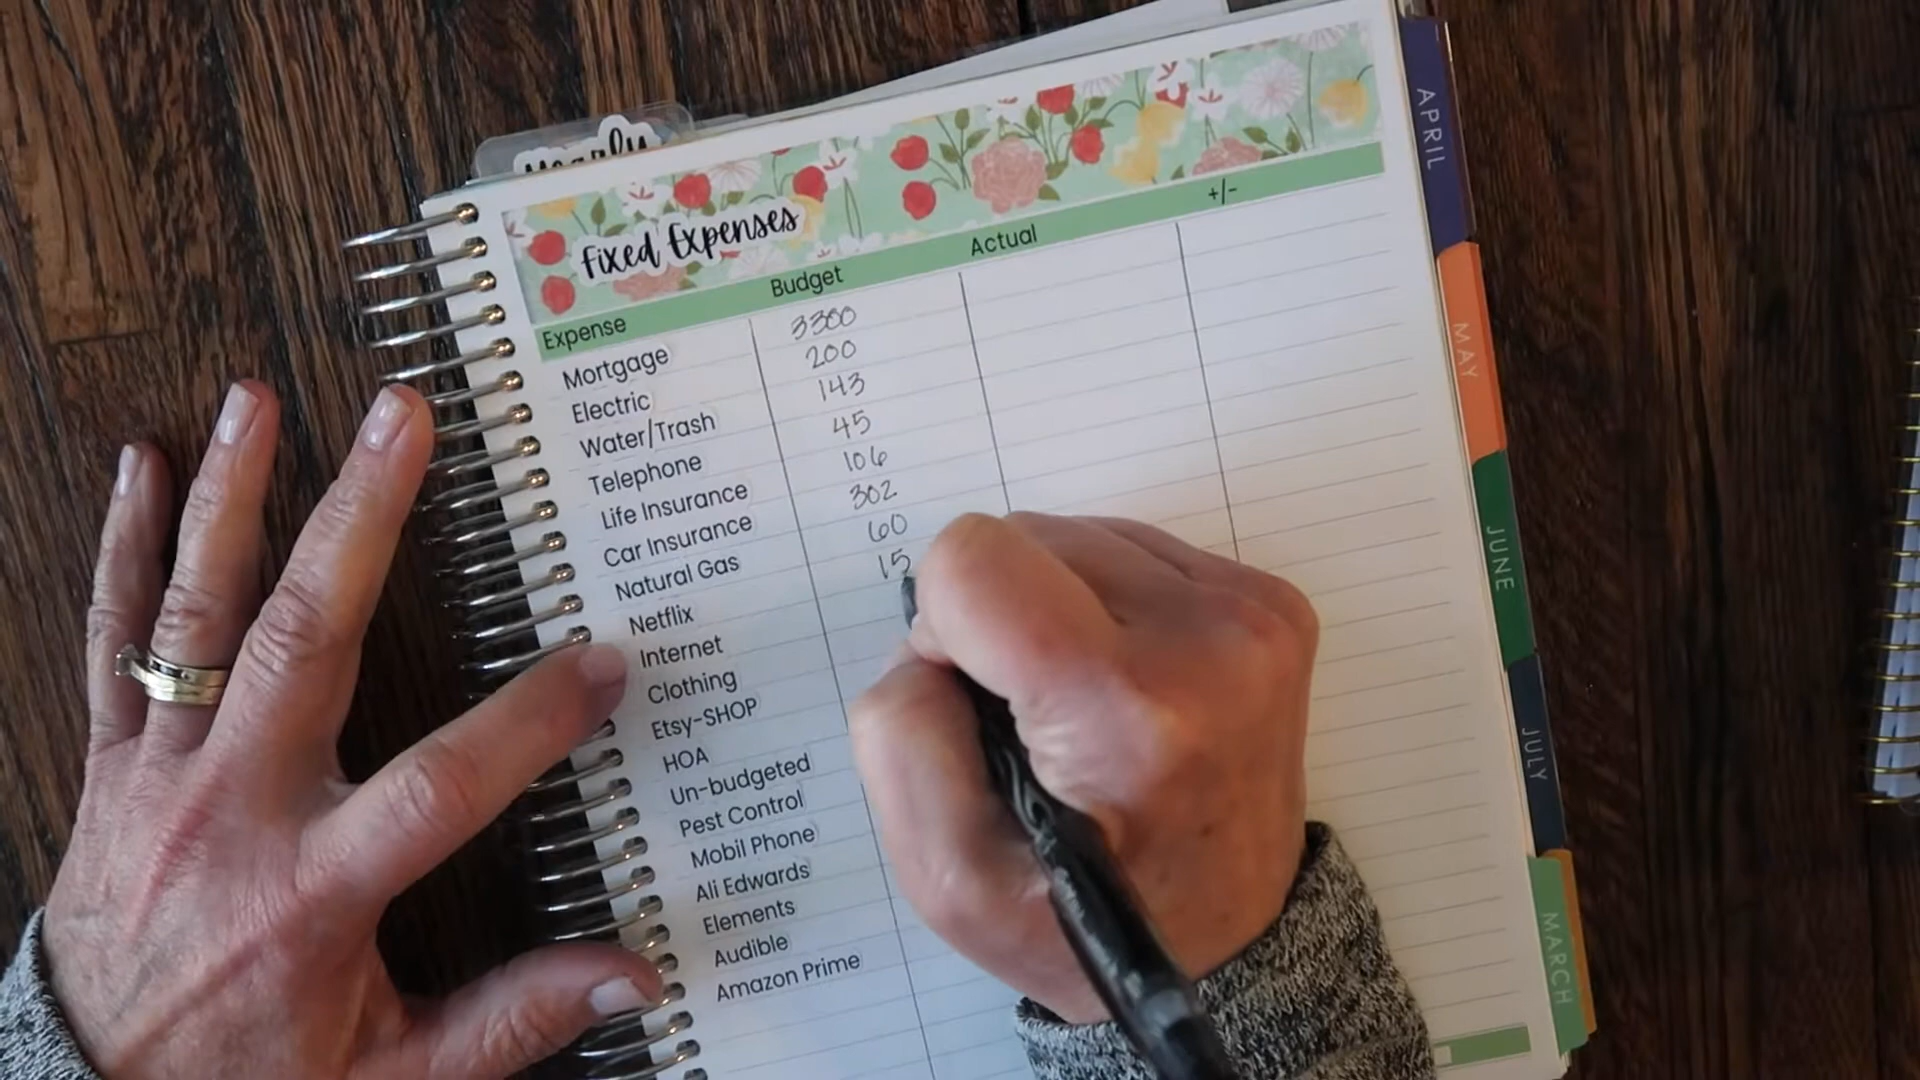 yearly
Fixed Expenses
Expense Budget Actual +/-
Mortgage 3300
Electric 200
Water/Trash 143
Telephone 45
Life Insurance 106
Car Insurance 302
Natural Gas 60
Netflix 15
Internet
Clothing
Etsy-SHOP
HOA
Un-budgeted
Pest Control
Mobil Phone
Ali Edwards
Elements
Audible
Amazon Prime
APRIL
MAY
JUNE
JULY
MARCH